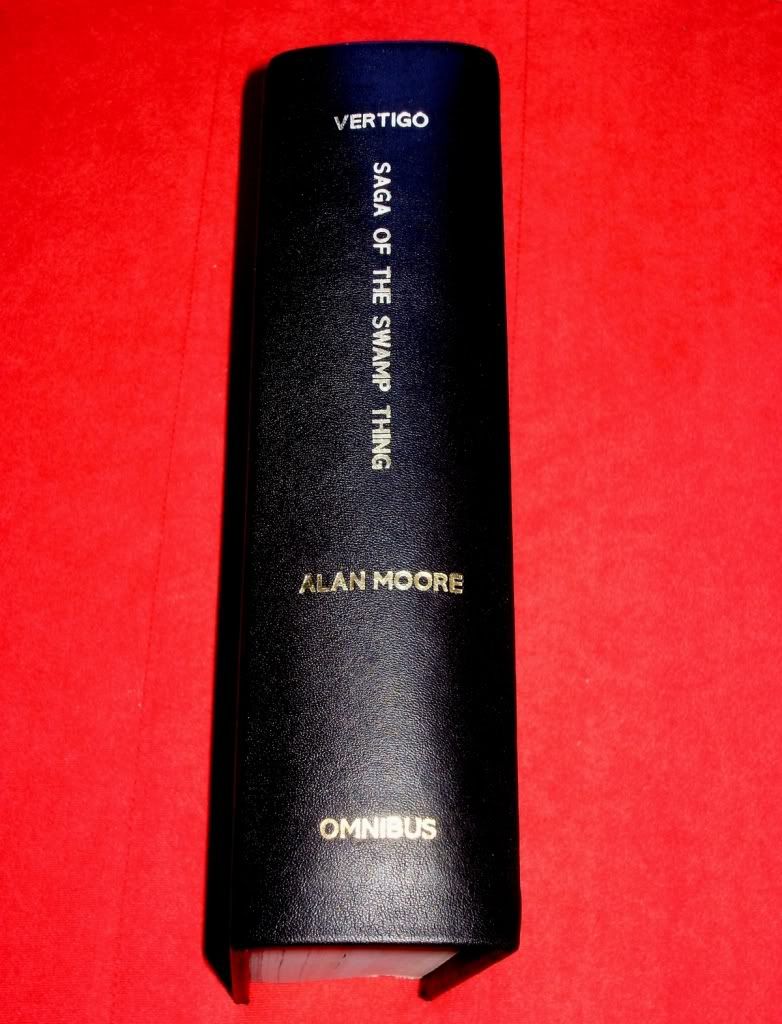 VERTIGO
SAGA OF THE SWAMP THING
ALAN MOORE
OMNIBUS